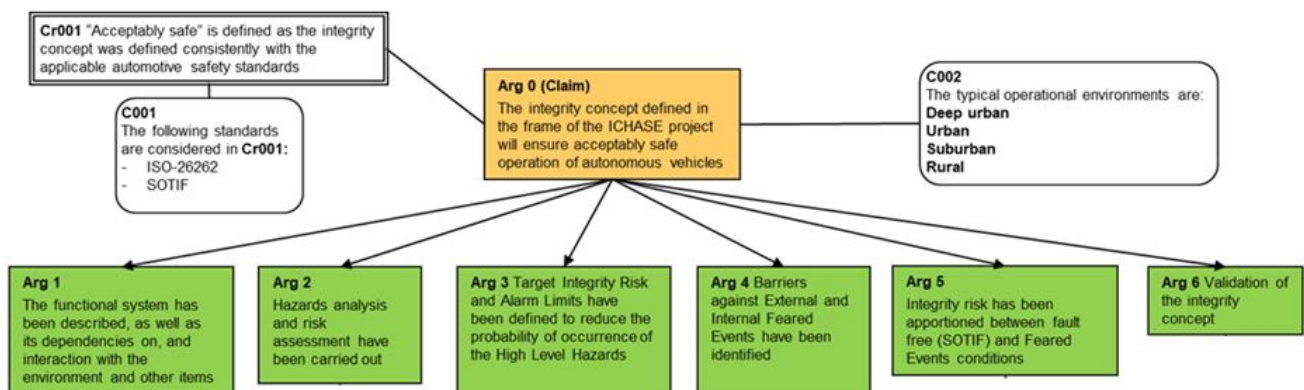 Cr001 "Acceptably safe" is defined as the integrity
concept was defined consistently with the
applicable automotive safety standards
C001
The following standards
are considered in Cr001:
- ISO-26262
- SOTIF
Arg 0 (Claim)
The integrity concept defined in
the frame of the ICHASE project
will ensure acceptably safe
operation of autonomous vehicles
C002
The typical operational environments are:
Deep urban
Urban
Suburban
Rural
Arg 1
The functional system has
been described, as well as
its dependencies on, and
interaction with the
environment and other items
Arg 2
Hazards analysis
and risk
assessment have
been carried out
Arg 3 Target Integrity Risk
and Alarm Limits have
been defined to reduce the
probability of occurrence of
the High Level Hazards
Arg 4 Barriers
against External and
Internal Feared
Events have been
identified
Arg 5
Integrity risk has been
apportioned between fault
free (SOTIF) and Feared
Events conditions
Arg 6 Validation of
the integrity
concept